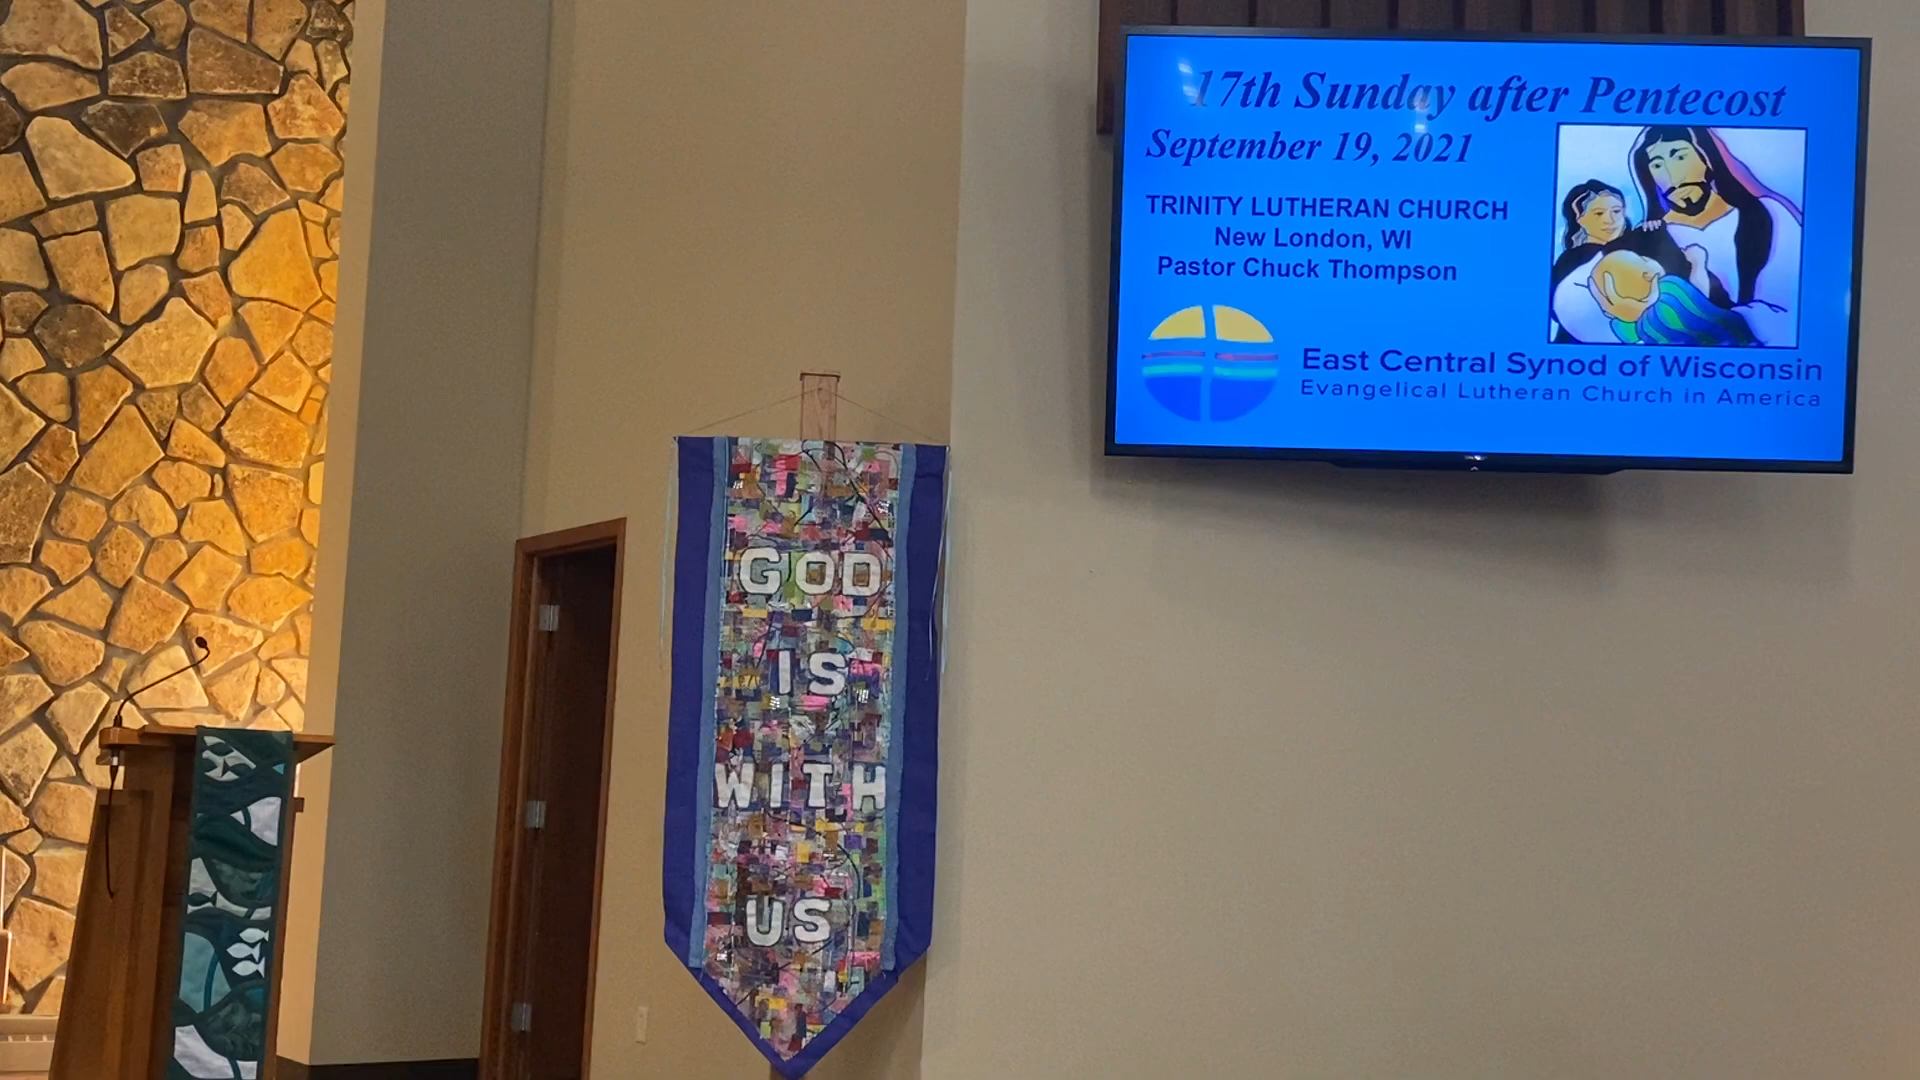 17th Sunday after Pentecost
September 19, 2021
TRINITY LUTHERAN CHURCH
New London, WI
Pastor Chuck Thompson
East Central Synod of Wisconsin
Evangelical Lutheran Church in America
GOD
IS
WITH
US